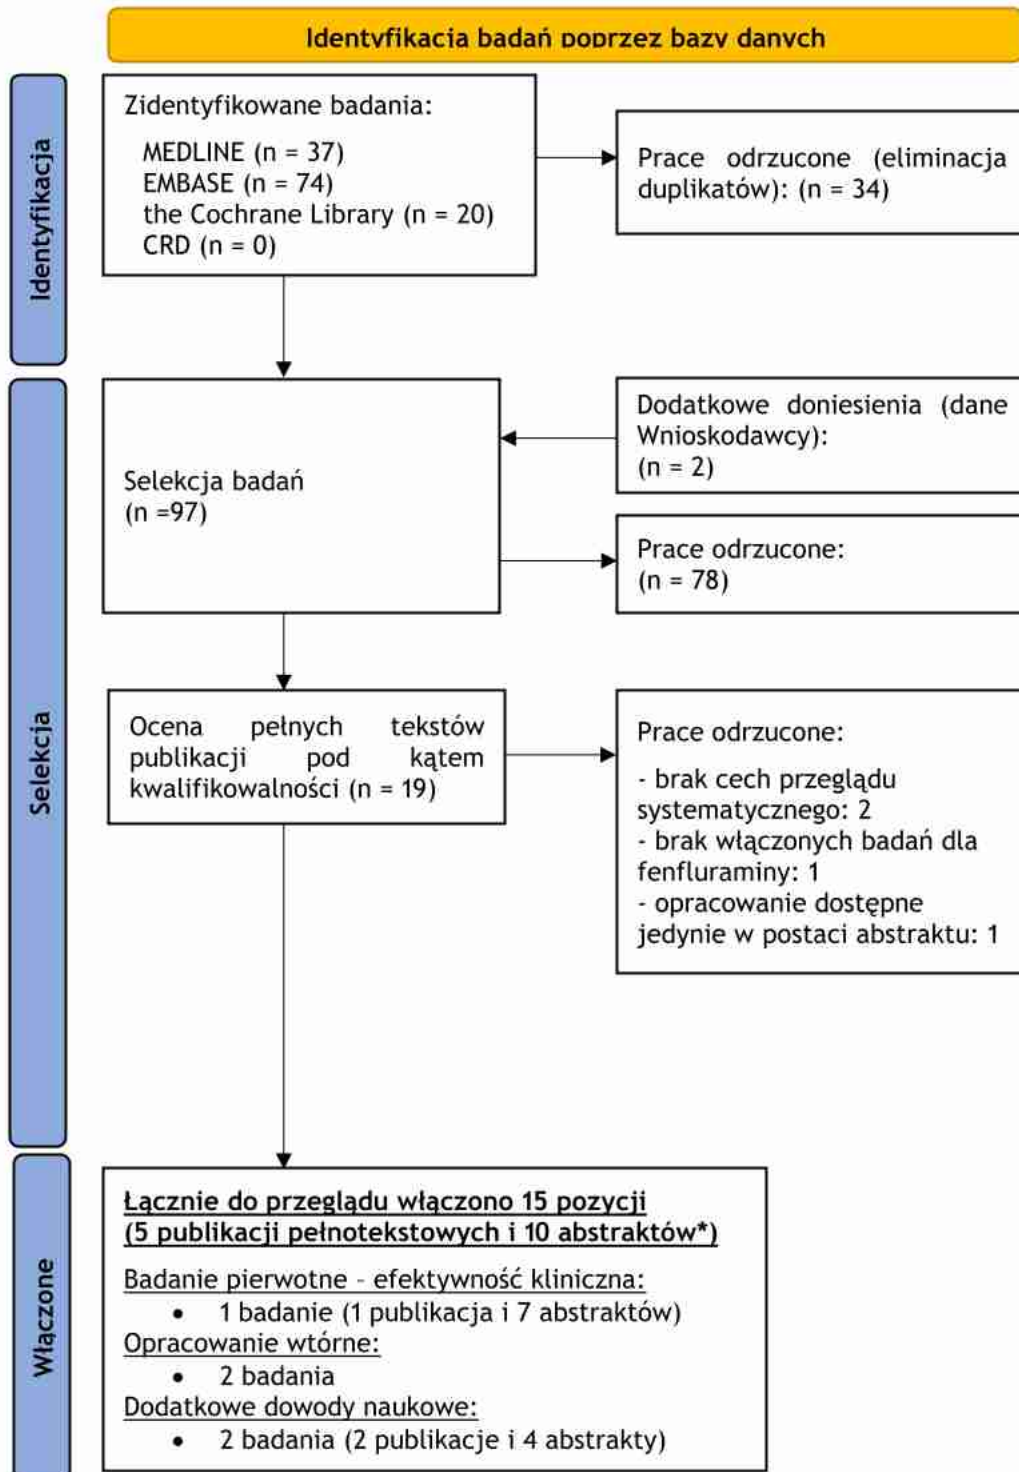 Identyfikacja badań poprzez bazy danych
Identyfikacja
Zidentyfikowane badania:
MEDLINE (n = 37)
EMBASE (n = 74)
the Cochrane Library (n = 20)
CRD (n = 0)
Prace odrzucone (eliminacja
duplikatów): (n = 34)
Selekcja
Selekcja badań
(n =97)
Dodatkowe doniesienia (dane
Wnioskodawcy):
(n = 2)
Prace odrzucone:
(n = 78)
Ocena pełnych tekstów
publikacji pod kątem
kwalifikowalności (n = 19)
Prace odrzucone:
- brak cech przeglądu
systematycznego: 2
- brak włączonych badań dla
fenfluraminy: 1
- opracowanie dostępne
jedynie w postaci abstraktu: 1
Włączone
Łącznie do przeglądu włączono 15 pozycji
(5 publikacji pełnotekstowych i 10 abstraktów*)
Badanie pierwotne – efektywność kliniczna:
• 1 badanie (1 publikacja i 7 abstraktów)
Opracowanie wtórne:
• 2 badania
Dodatkowe dowody naukowe:
• 2 badania (2 publikacje i 4 abstrakty)